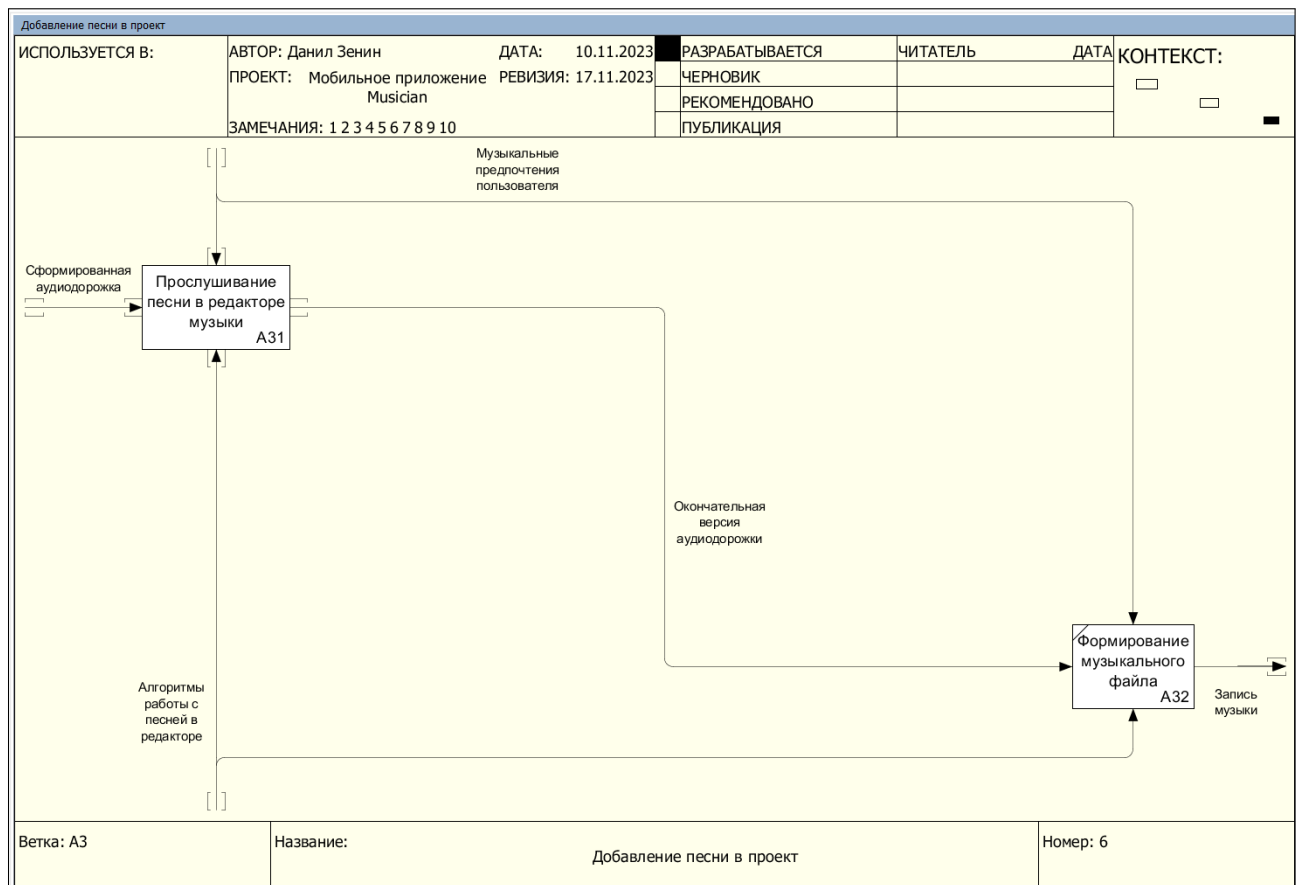 Добавление песни в проект
ИСПОЛЬЗУЕТСЯ В:
АВТОР: Данил Зенин
ДАТА: 10.11.2023
ПРОЕКТ: Мобильное приложение
Musician
РЕВИЗИЯ: 17.11.2023
ЗАМЕЧАНИЯ: 1 2 3 4 5 6 7 8 9 10
РАЗРАБАТЫВАЕТСЯ
ЧЕРНОВИК
РЕКОМЕНДОВАНО
ПУБЛИКАЦИЯ
ЧИТАТЕЛЬ
ДАТА
КОНТЕКСТ:
Музыкальные
предпочтения
пользователя
Сформированная
аудиодорожка
Прослушивание
песни в редакторе
музыки
A31
Окончательная
версия
аудиодорожки
Формирование
музыкального
файла
A32
Запись
музыки
Алгоритмы
работы с
песней в
редакторе
Ветка: A3
Название:
Добавление песни в проект
Номер: 6